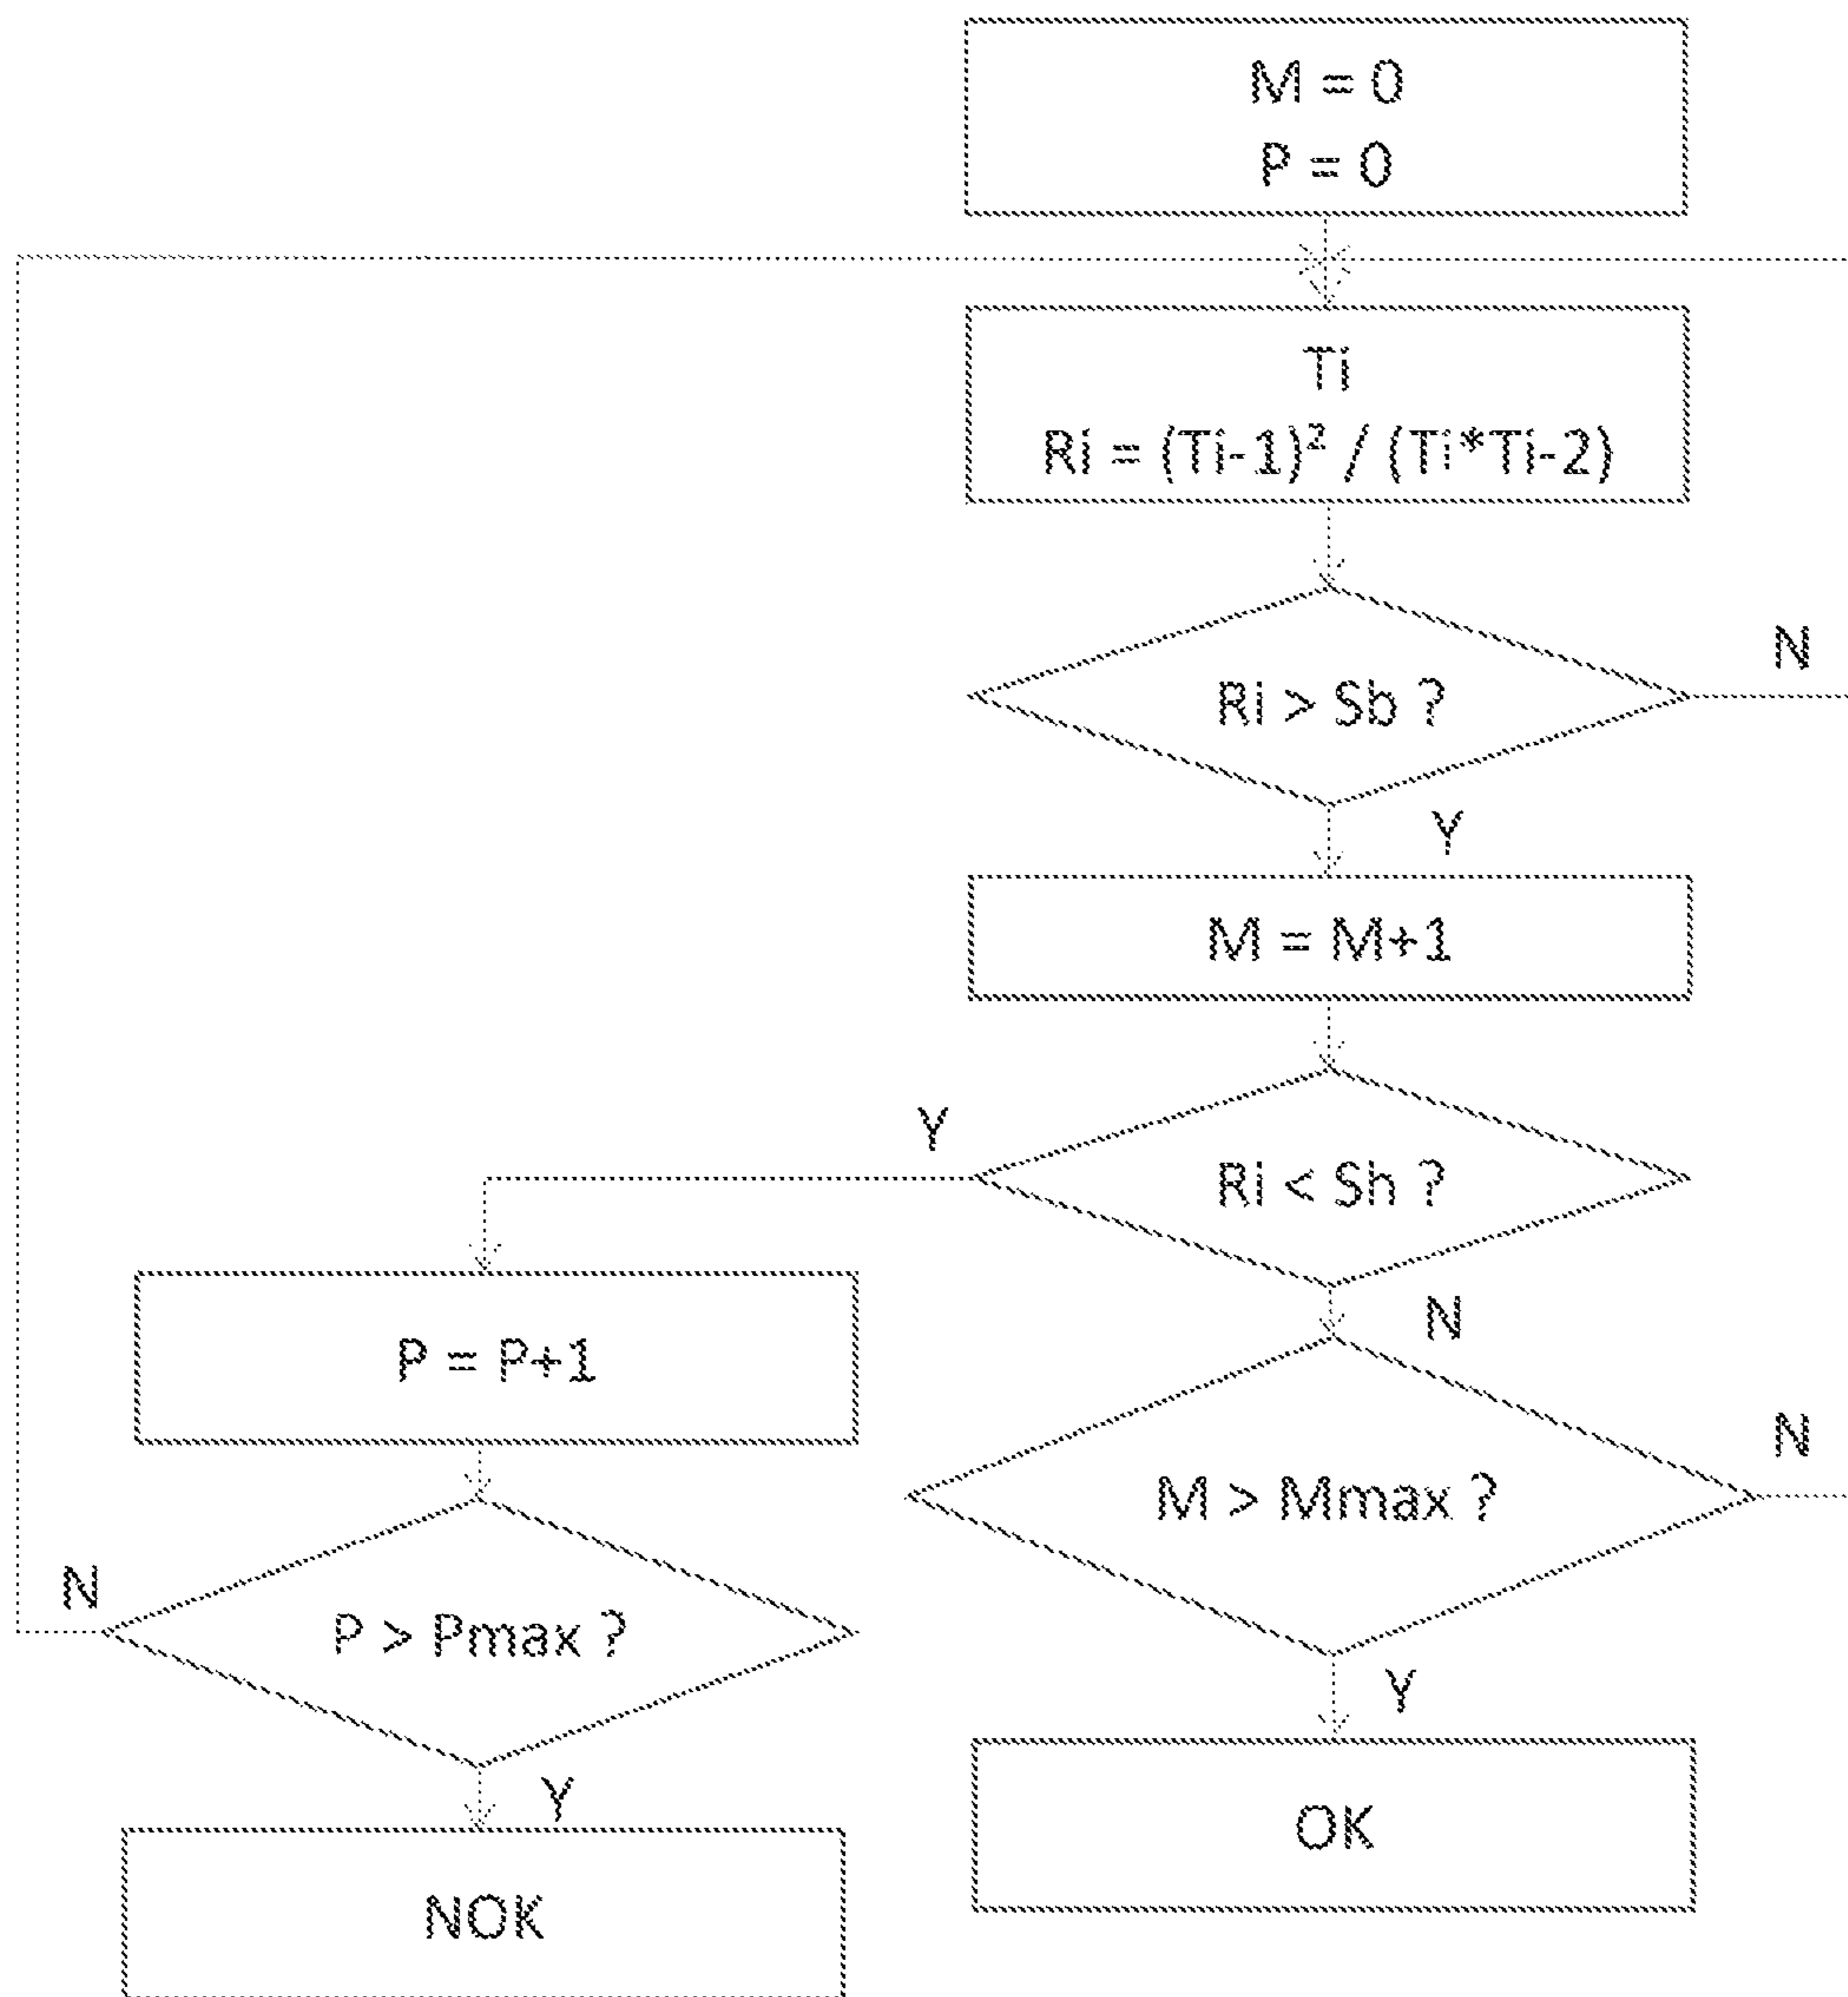 M = 0
P = 0
Ti
Ri = (Ti-1)² / (Ti*Ti-2)
N
Ri > Sb ?
Y
M = M+1
Y
Ri < Sh ?
N
P = P+1
N
M > Mmax ?
N
P > Pmax ?
Y
Y
OK
NOK